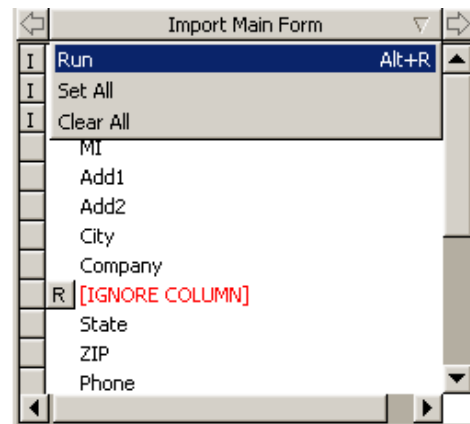 Import Main Form
I Run Alt+R
I Set All
I Clear All
MI
Add1
Add2
City
Company
R [IGNORE COLUMN]
State
ZIP
Phone